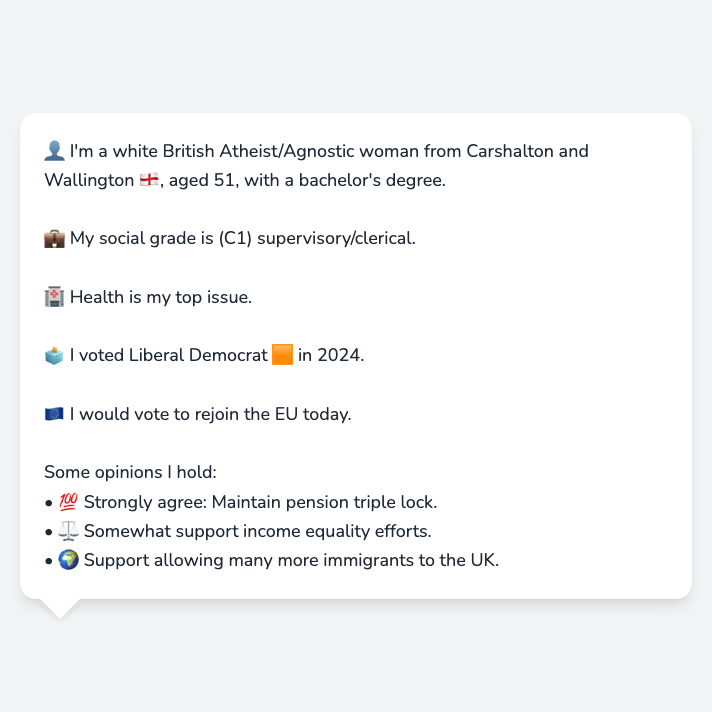 👤 I'm a white British Atheist/Agnostic woman from Carshalton and
Wallington 🏴󠁧󠁢󠁥󠁮󠁧󠁿, aged 51, with a bachelor's degree.
💼 My social grade is (C1) supervisory/clerical.
🏥 Health is my top issue.
🗳️ I voted Liberal Democrat 🟧 in 2024.
🇪🇺 I would vote to rejoin the EU today.
Some opinions I hold:
• 💯 Strongly agree: Maintain pension triple lock.
• ⚖️ Somewhat support income equality efforts.
• 🌍 Support allowing many more immigrants to the UK.